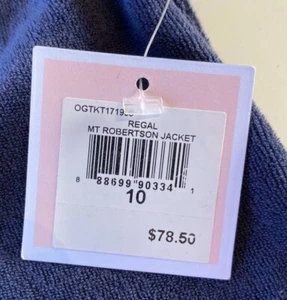 REGAL
MT ROBERTSON JACKET
8 88699 90334 1
10
$78.50